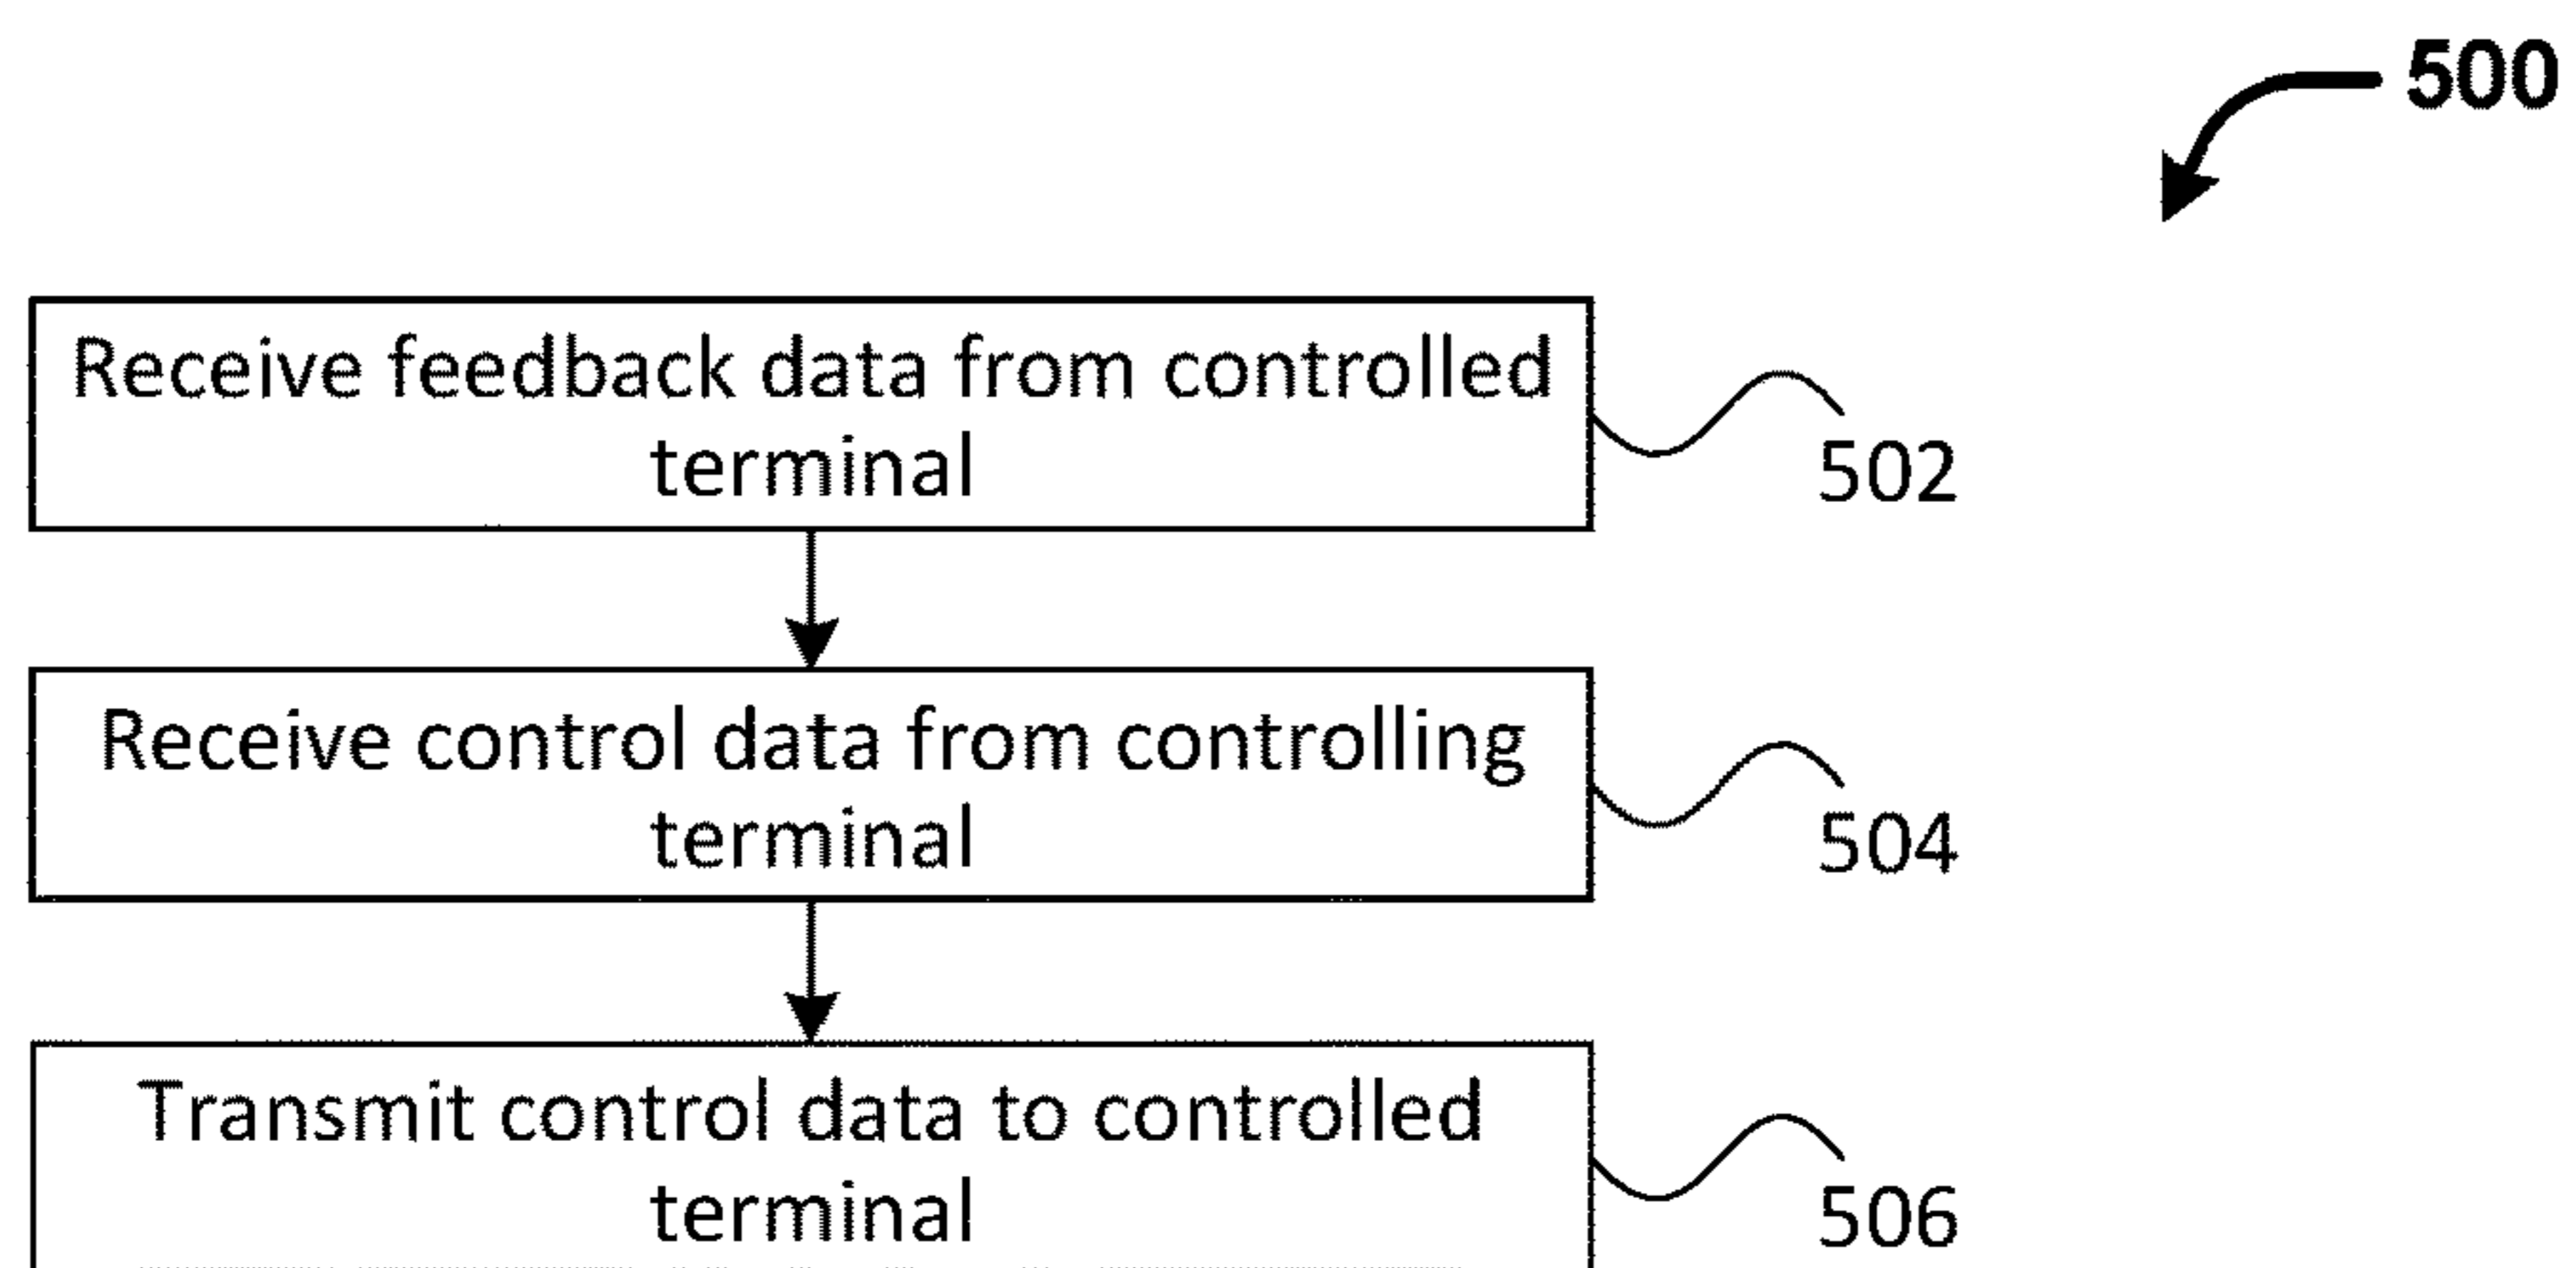 500
Receive feedback data from controlled
terminal
502
Receive control data from controlling
terminal
504
Transmit control data to controlled
terminal
506